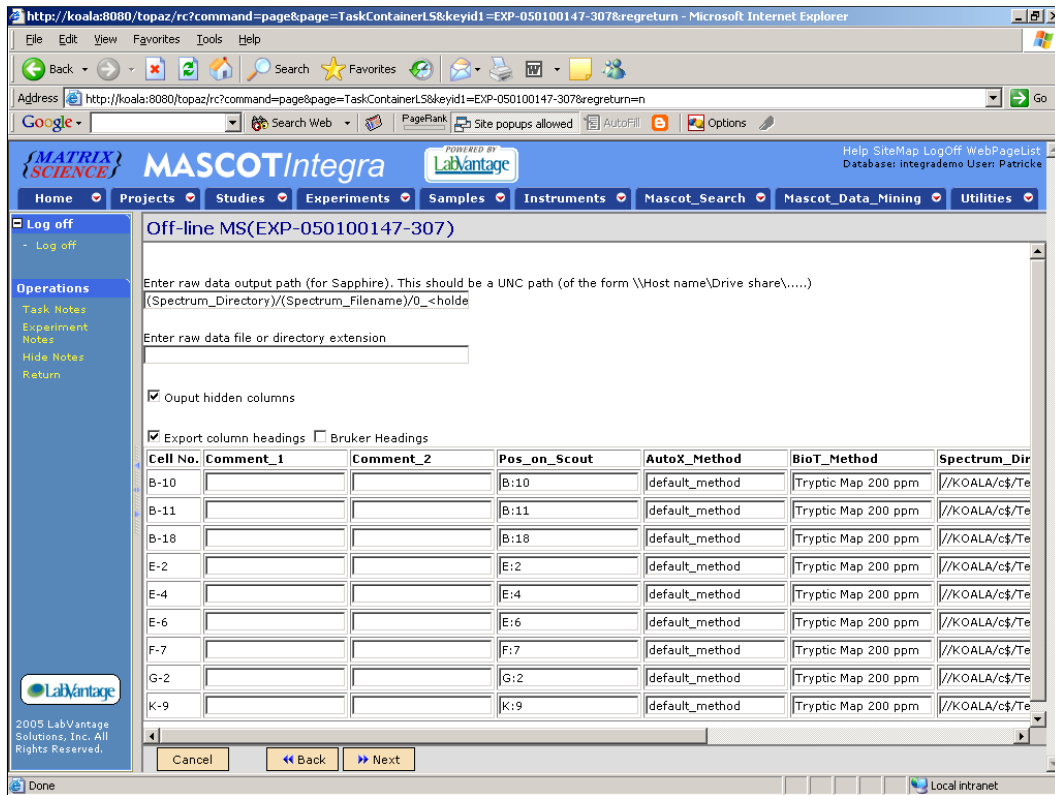 http://koala:8080/topaz/rc?command=page&page=TaskContainerLS&keyid1=EXP-050100147-307&regreturn - Microsoft Internet Explorer
File Edit View Favorites Tools Help
Back Search Favorites
Address http://koala:8080/topaz/rc?command=page&page=TaskContainerLS&keyid1=EXP-050100147-307&regreturn=n Go
Google Search Web PageRank Site popups allowed AutoFill Options
{MATRIX SCIENCE} MASCOTIntegra POWERED BY LabVantage Help SiteMap LogOff WebPageList
Database: integrademo User: Patricke
Home Projects Studies Experiments Samples Instruments Mascot_Search Mascot_Data_Mining Utilities
Log off
- Log off
Operations
Task Notes
Experiment
Notes
Hide Notes
Return
Off-line MS(EXP-050100147-307)
Enter raw data output path (for Sapphire). This should be a UNC path (of the form \\Host name\Drive share\.....)
(Spectrum_Directory)/(Spectrum_Filename)/0_<holde
Enter raw data file or directory extension
Ouput hidden columns
Export column headings Bruker Headings
Cell No. Comment_1 Comment_2 Pos_on_Scout AutoX_Method BioT_Method Spectrum_Dir
B-10 B:10 default_method Tryptic Map 200 ppm //KOALA/c$/Te
B-11 B:11 default_method Tryptic Map 200 ppm //KOALA/c$/Te
B-18 B:18 default_method Tryptic Map 200 ppm //KOALA/c$/Te
E-2 E:2 default_method Tryptic Map 200 ppm //KOALA/c$/Te
E-4 E:4 default_method Tryptic Map 200 ppm //KOALA/c$/Te
E-6 E:6 default_method Tryptic Map 200 ppm //KOALA/c$/Te
F-7 F:7 default_method Tryptic Map 200 ppm //KOALA/c$/Te
G-2 G:2 default_method Tryptic Map 200 ppm //KOALA/c$/Te
K-9 K:9 default_method Tryptic Map 200 ppm //KOALA/c$/Te
LabVantage
2005 LabVantage
Solutions, Inc. All
Rights Reserved.
Cancel Back Next
Done Local intranet